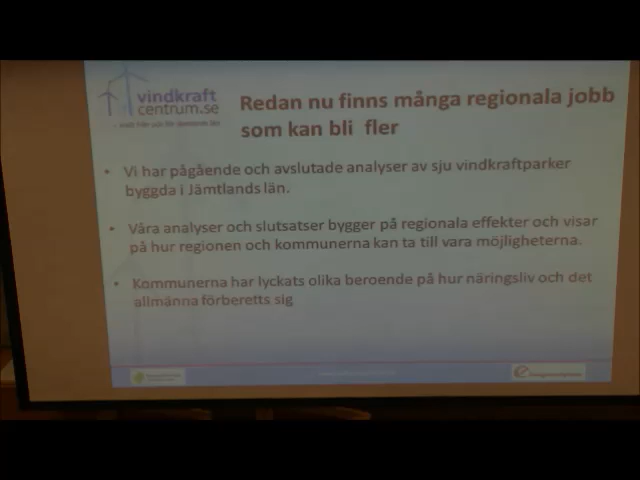 vindkraft
centrum.se
Redan nu finns många regionala jobb
som kan bli fler
• Vi har pågående och avslutade analyser av sju vindkraftparker
byggda i Jämtlands län.
• Våra analyser och slutsatser bygger på regionala effekter och visar
på hur regionen och kommunerna kan ta till vara möjligheterna.
• Kommunerna har lyckats olika beroende på hur näringsliv och det
allmänna förberetts sig